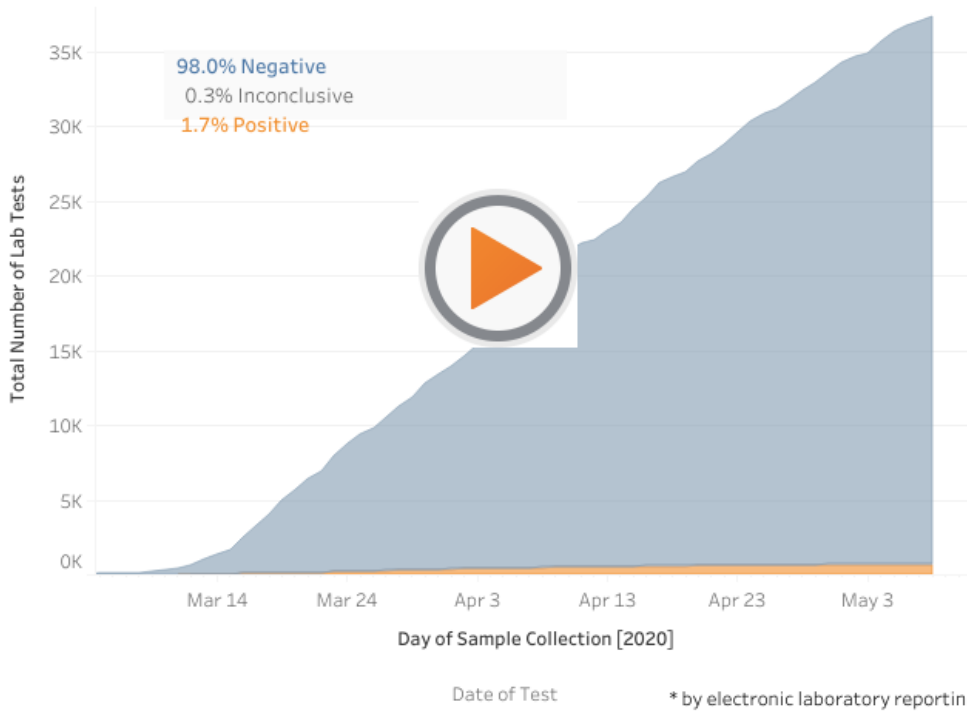 35K
30K
25K
20K
15K
10K
5K
0K
98.0% Negative
0.3% Inconclusive
1.7% Positive
Total Number of Lab Tests
Mar 14 Mar 24 Apr 3 Apr 13 Apr 23 May 3
Day of Sample Collection [2020]
Date of Test
* by electronic laboratory reportin